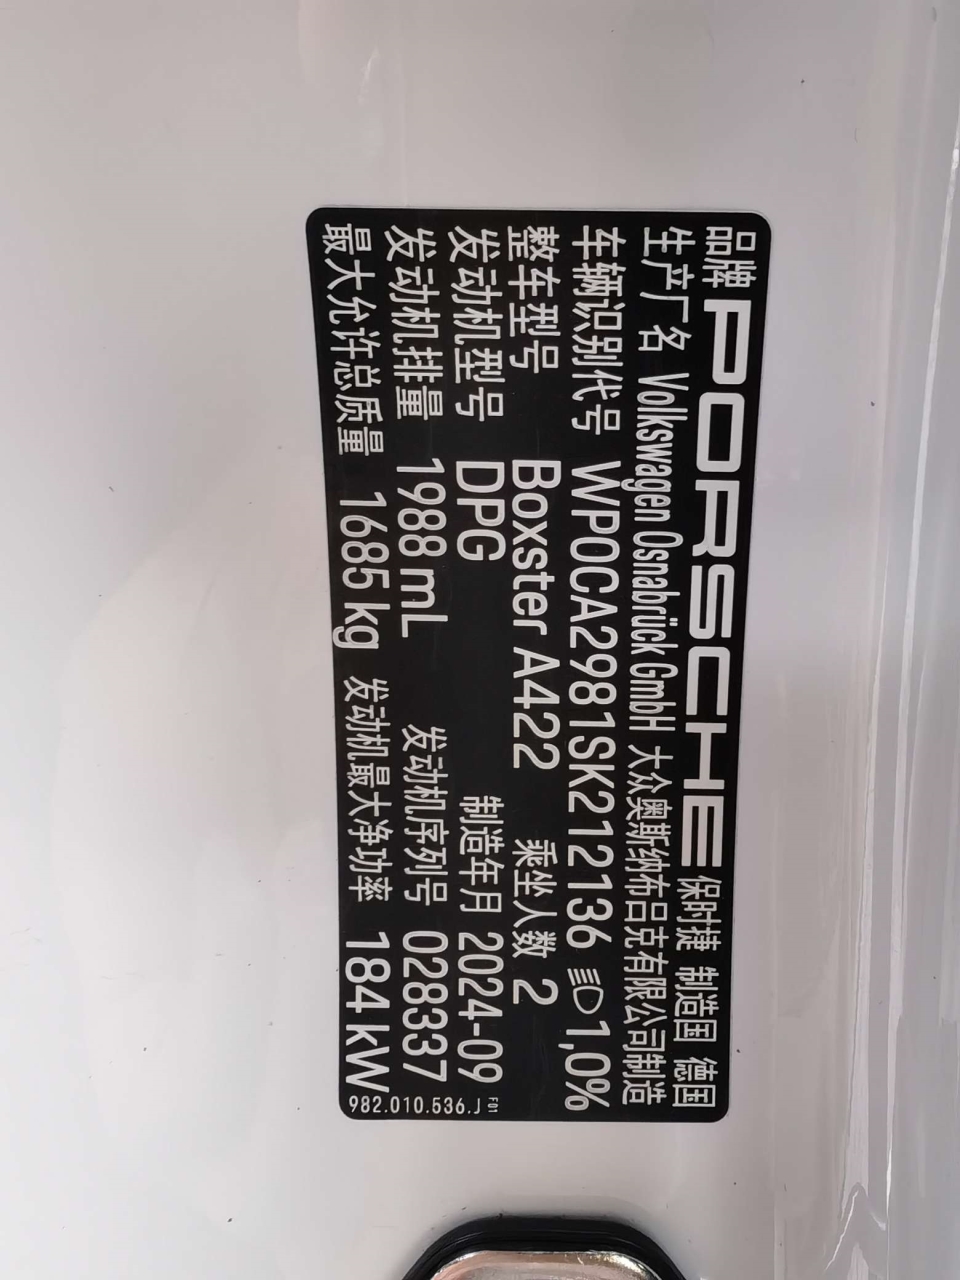 品牌 PORSCHE 保时捷 制造国 德国
生产厂名 Volkswagen Osnabrück GmbH 大众奥斯纳布吕克有限公司制造
车辆识别代号 WP0CA2981SK212136 1,0%
整车型号 Boxster A422 乘坐人数 2
发动机型号 DPG 制造年月 2024-09
发动机排量 1988 mL 发动机序列号 028337
最大允许总质量 1685 kg 发动机最大净功率 184 kW
982.010.536.J F01